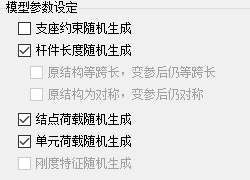 模型参数设定
支座约束随机生成
杆件长度随机生成
原结构等跨长，变参后仍等跨长
原结构为对称，变参后仍对称
结点荷载随机生成
单元荷载随机生成
刚度特征随机生成